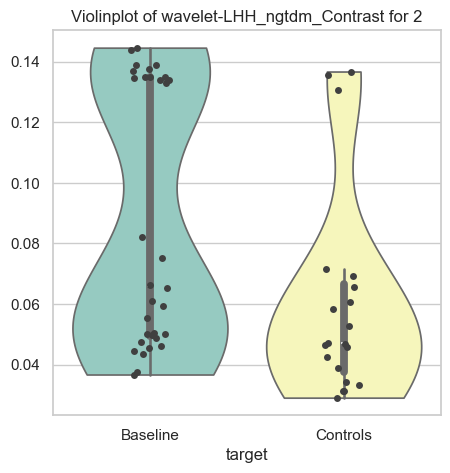 Violinplot of wavelet-LHH_ngtdm_Contrast for 2
0.14
0.12
0.10
0.08
0.06
0.04
Baseline
Controls
target